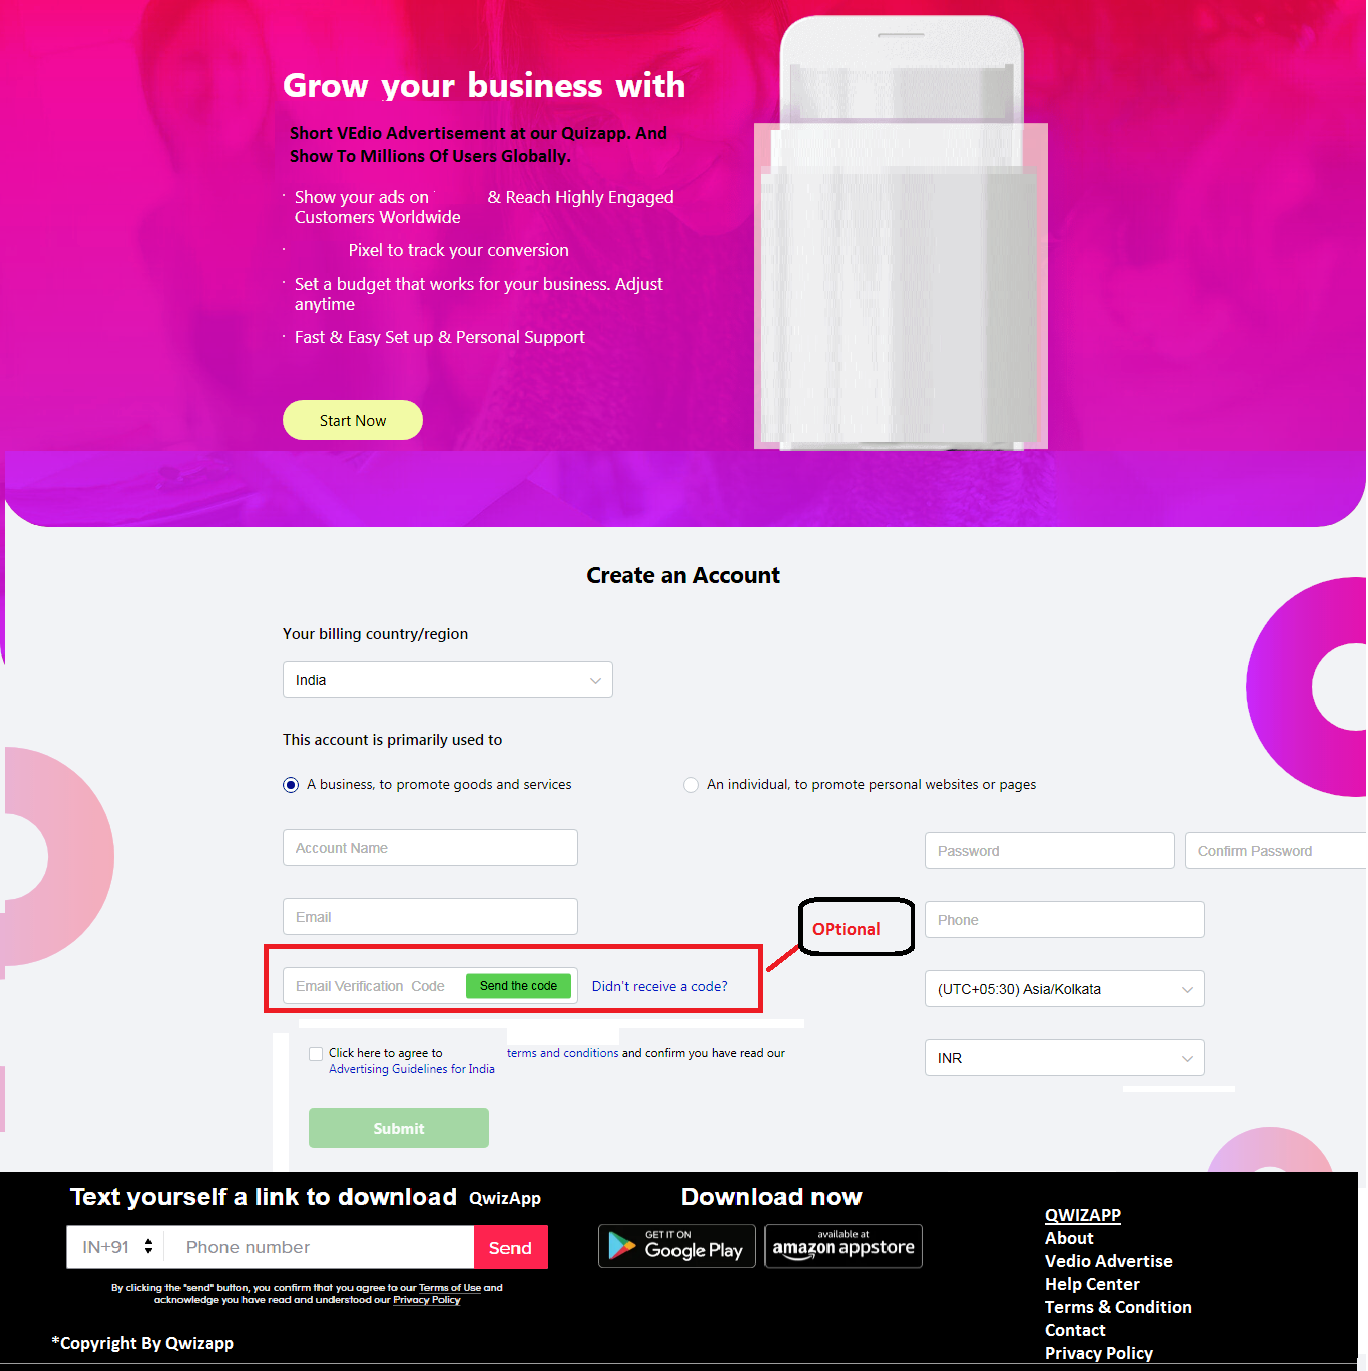 Grow your business with
Short VEdio Advertisement at our Quizapp. And
Show To Millions Of Users Globally.
· Show your ads on & Reach Highly Engaged
Customers Worldwide
· Pixel to track your conversion
· Set a budget that works for your business. Adjust
anytime
· Fast & Easy Set up & Personal Support
Start Now
Create an Account
Your billing country/region
India
This account is primarily used to
A business, to promote goods and services
An individual, to promote personal websites or pages
Account Name
Password
Confirm Password
Email
OPtional
Phone
Email Verification Code
Send the code
Didn't receive a code?
(UTC+05:30) Asia/Kolkata
Click here to agree to terms and conditions and confirm you have read our
Advertising Guidelines for India
INR
Submit
Text yourself a link to download QwizApp
IN+91
Phone number
Send
By clicking the "send" button, you confirm that you agree to our Terms of Use and
acknowledge you have read and understood our Privacy Policy
*Copyright By Qwizapp
Download now
GET IT ON
Google Play
available at
amazon appstore
QWIZAPP
About
Vedio Advertise
Help Center
Terms & Condition
Contact
Privacy Policy